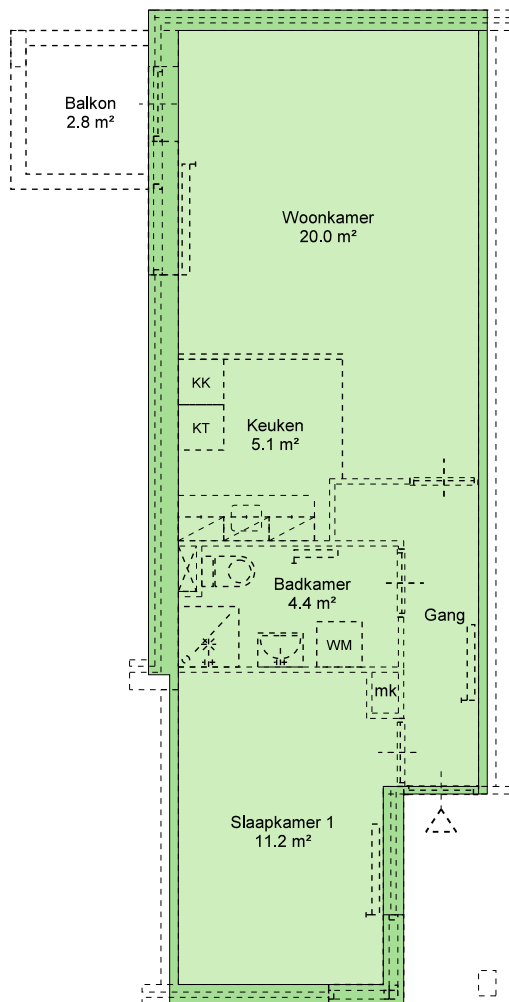 Balkon
2.8 m²
Woonkamer
20.0 m²
KK
KT
Keuken
5.1 m²
Badkamer
4.4 m²
Gang
WM
mk
Slaapkamer 1
11.2 m²